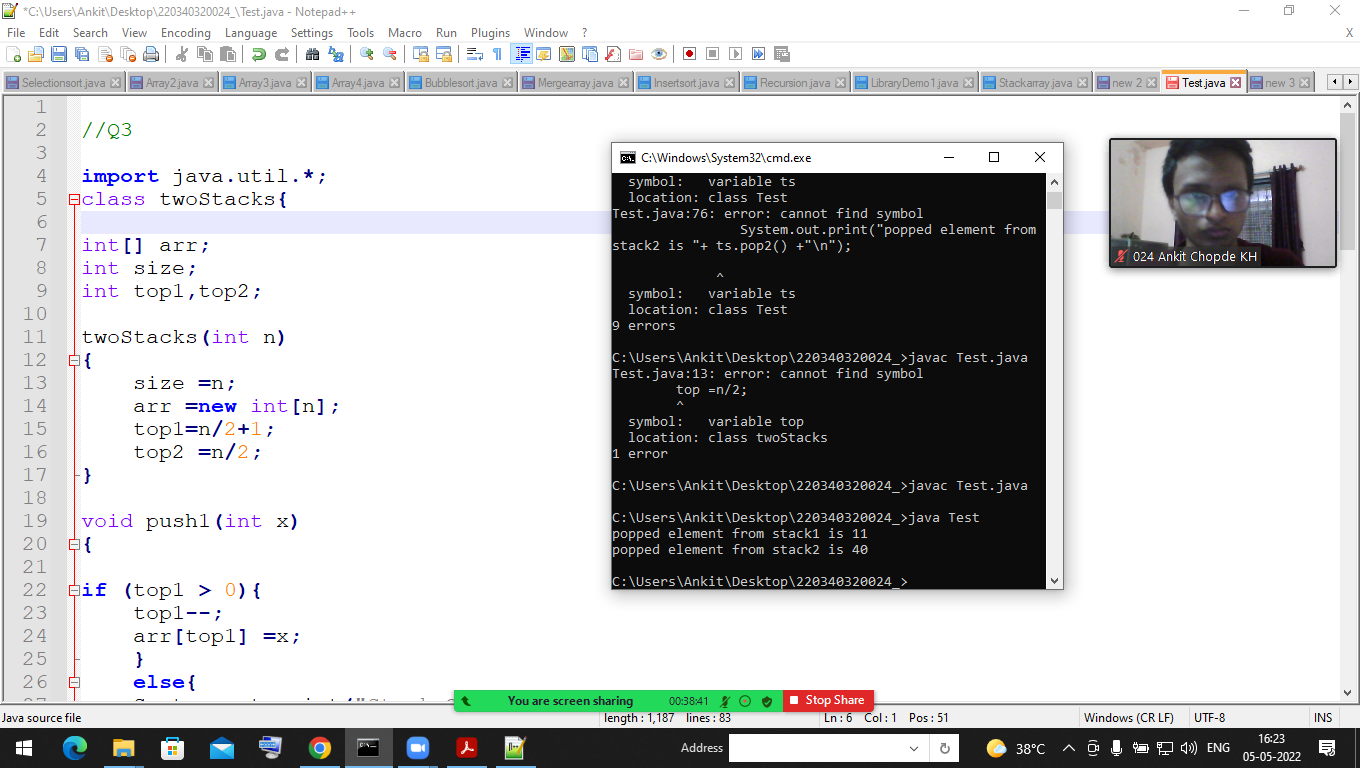 *C:\Users\Ankit\Desktop\220340320024_\Test.java - Notepad++
File Edit Search View Encoding Language Settings Tools Macro Run Plugins Window ? X
Selectionsort.java Array2.java Array3.java Array4.java Bubblesort.java Mergearray.java Insertsort.java Recursion.java LibraryDemo1.java Stackarray.java new 2 Test.java new 3
1
2 //Q3
3
4 import java.util.*;
5 class twoStacks{
6
7 int[] arr;
8 int size;
9 int top1,top2;
10
11 twoStacks(int n)
12 {
13 size =n;
14 arr =new int[n];
15 top1=n/2+1;
16 top2 =n/2;
17 }
18
19 void push1(int x)
20 {
21
22 if (top1 > 0){
23 top1--;
24 arr[top1] =x;
25 }
26 else{
C:\Windows\System32\cmd.exe
symbol: variable ts
location: class Test
Test.java:76: error: cannot find symbol
System.out.print("popped element from
stack2 is "+ ts.pop2() +"\n");
^
symbol: variable ts
location: class Test
9 errors
C:\Users\Ankit\Desktop\220340320024_>javac Test.java
Test.java:13: error: cannot find symbol
top =n/2;
^
symbol: variable top
location: class twoStacks
1 error
C:\Users\Ankit\Desktop\220340320024_>javac Test.java
C:\Users\Ankit\Desktop\220340320024_>java Test
popped element from stack1 is 11
popped element from stack2 is 40
C:\Users\Ankit\Desktop\220340320024_>
024 Ankit Chopde KH
You are screen sharing 00:38:41 Stop Share
Java source file length : 1,187 lines : 83 Ln : 6 Col : 1 Pos : 51 Windows (CR LF) UTF-8 INS
Address 38°C ENG 16:23
05-05-2022